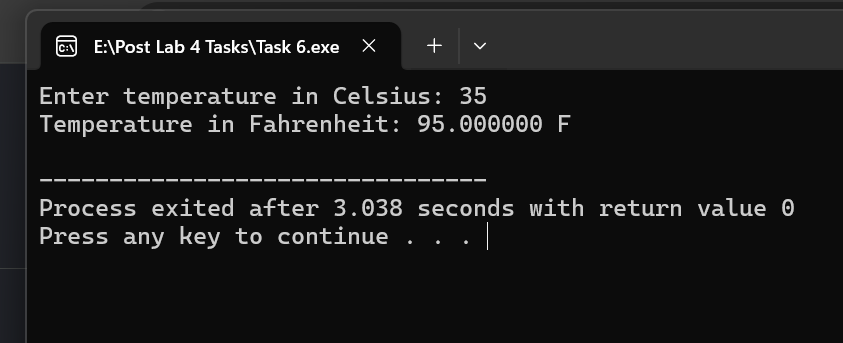 E:\Post Lab 4 Tasks\Task 6.exe
Enter temperature in Celsius: 35
Temperature in Fahrenheit: 95.000000 F
--------------------------------
Process exited after 3.038 seconds with return value 0
Press any key to continue . . .